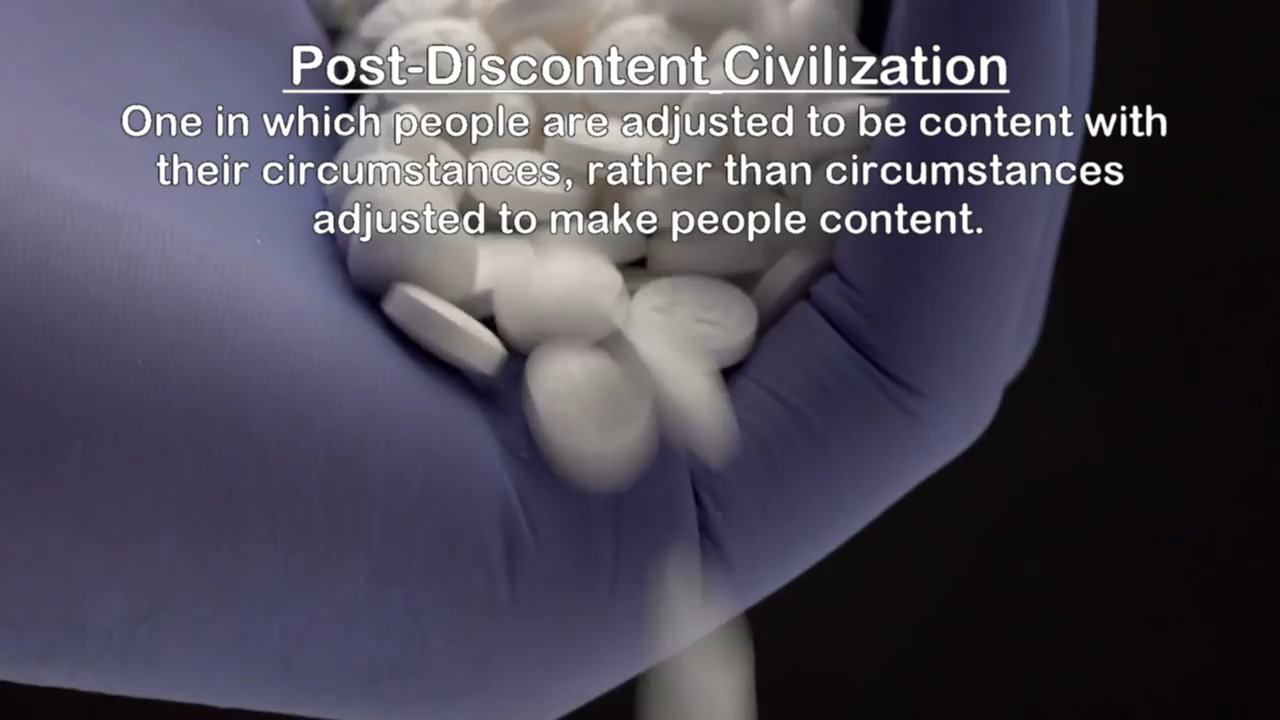 Post-Discontent Civilization
One in which people are adjusted to be content with
their circumstances, rather than circumstances
adjusted to make people content.